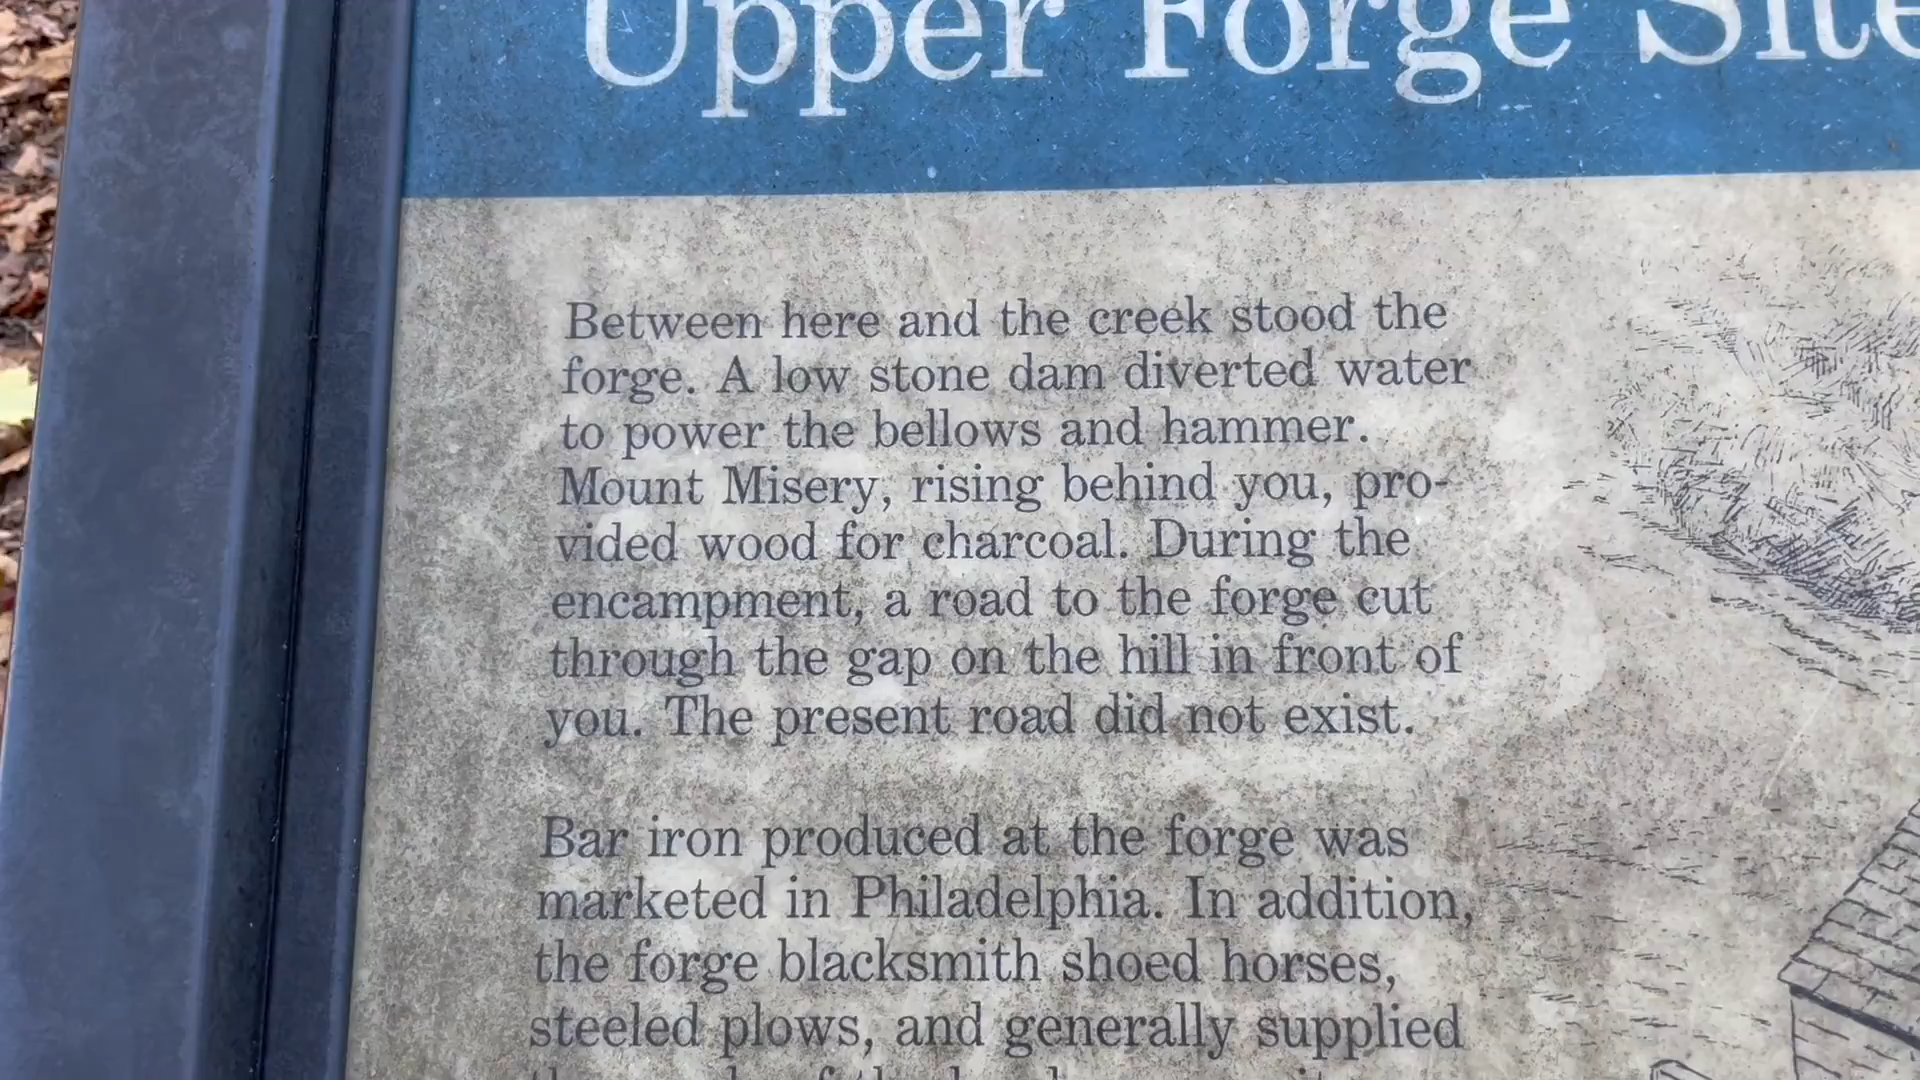 Upper Forge Site
Between here and the creek stood the
forge. A low stone dam diverted water
to power the bellows and hammer.
Mount Misery, rising behind you, pro-
vided wood for charcoal. During the
encampment, a road to the forge cut
through the gap on the hill in front of
you. The present road did not exist.
Bar iron produced at the forge was
marketed in Philadelphia. In addition,
the forge blacksmith shoed horses,
steeled plows, and generally supplied